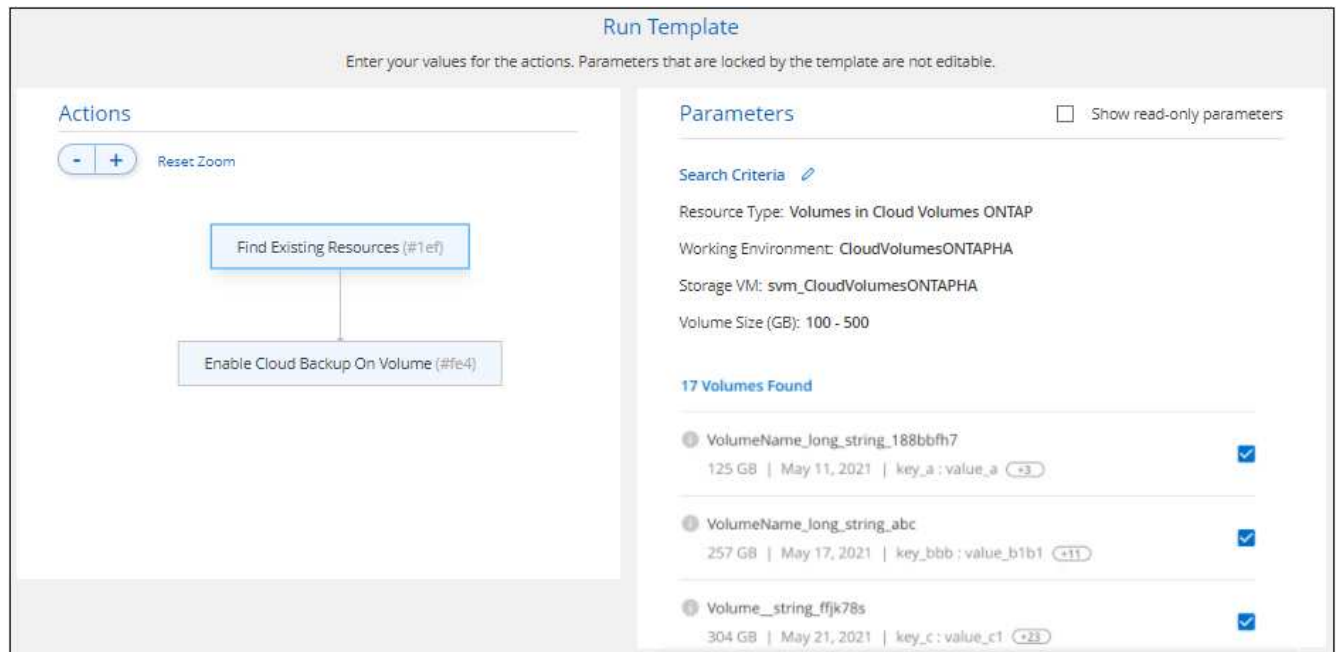 Run Template
Enter your values for the actions. Parameters that are locked by the template are not editable.
Actions
- +
Reset Zoom
Find Existing Resources (#1ef)
Enable Cloud Backup On Volume (#fe4)
Parameters
Show read-only parameters
Search Criteria
Resource Type: Volumes in Cloud Volumes ONTAP
Working Environment: CloudVolumesONTAPHA
Storage VM: svm_CloudVolumesONTAPHA
Volume Size (GB): 100 - 500
17 Volumes Found
VolumeName_long_string_188bbfh7
125 GB | May 11, 2021 | key_a : value_a +3
VolumeName_long_string_abc
257 GB | May 17, 2021 | key_bbb : value_b1b1 +11
Volume__string_ffjk78s
304 GB | May 21, 2021 | key_c : value_c1 +23